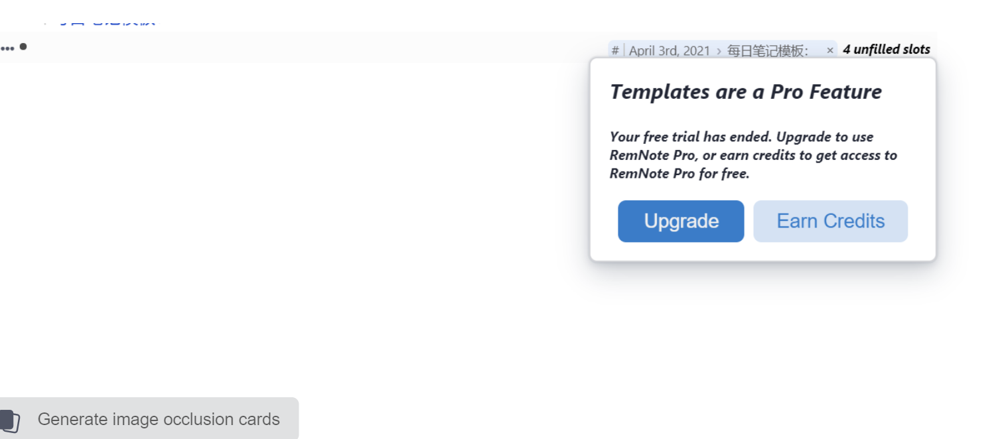 # April 3rd, 2021 › 每日笔记模板： × 4 unfilled slots
Templates are a Pro Feature
Your free trial has ended. Upgrade to use
RemNote Pro, or earn credits to get access to
RemNote Pro for free.
Upgrade Earn Credits
Generate image occlusion cards